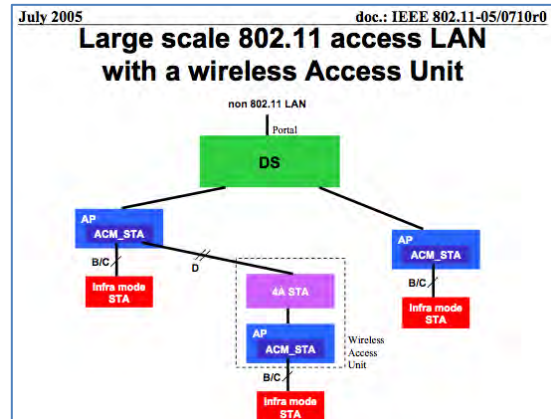 July 2005
doc.: IEEE 802.11-05/0710r0
Large scale 802.11 access LAN
with a wireless Access Unit
non 802.11 LAN
Portal
DS
AP
ACM_STA
AP
ACM_STA
B/C
D
B/C
Infra mode
STA
4A STA
Infra mode
STA
AP
ACM_STA
Wireless
Access
Unit
B/C
Infra mode
STA